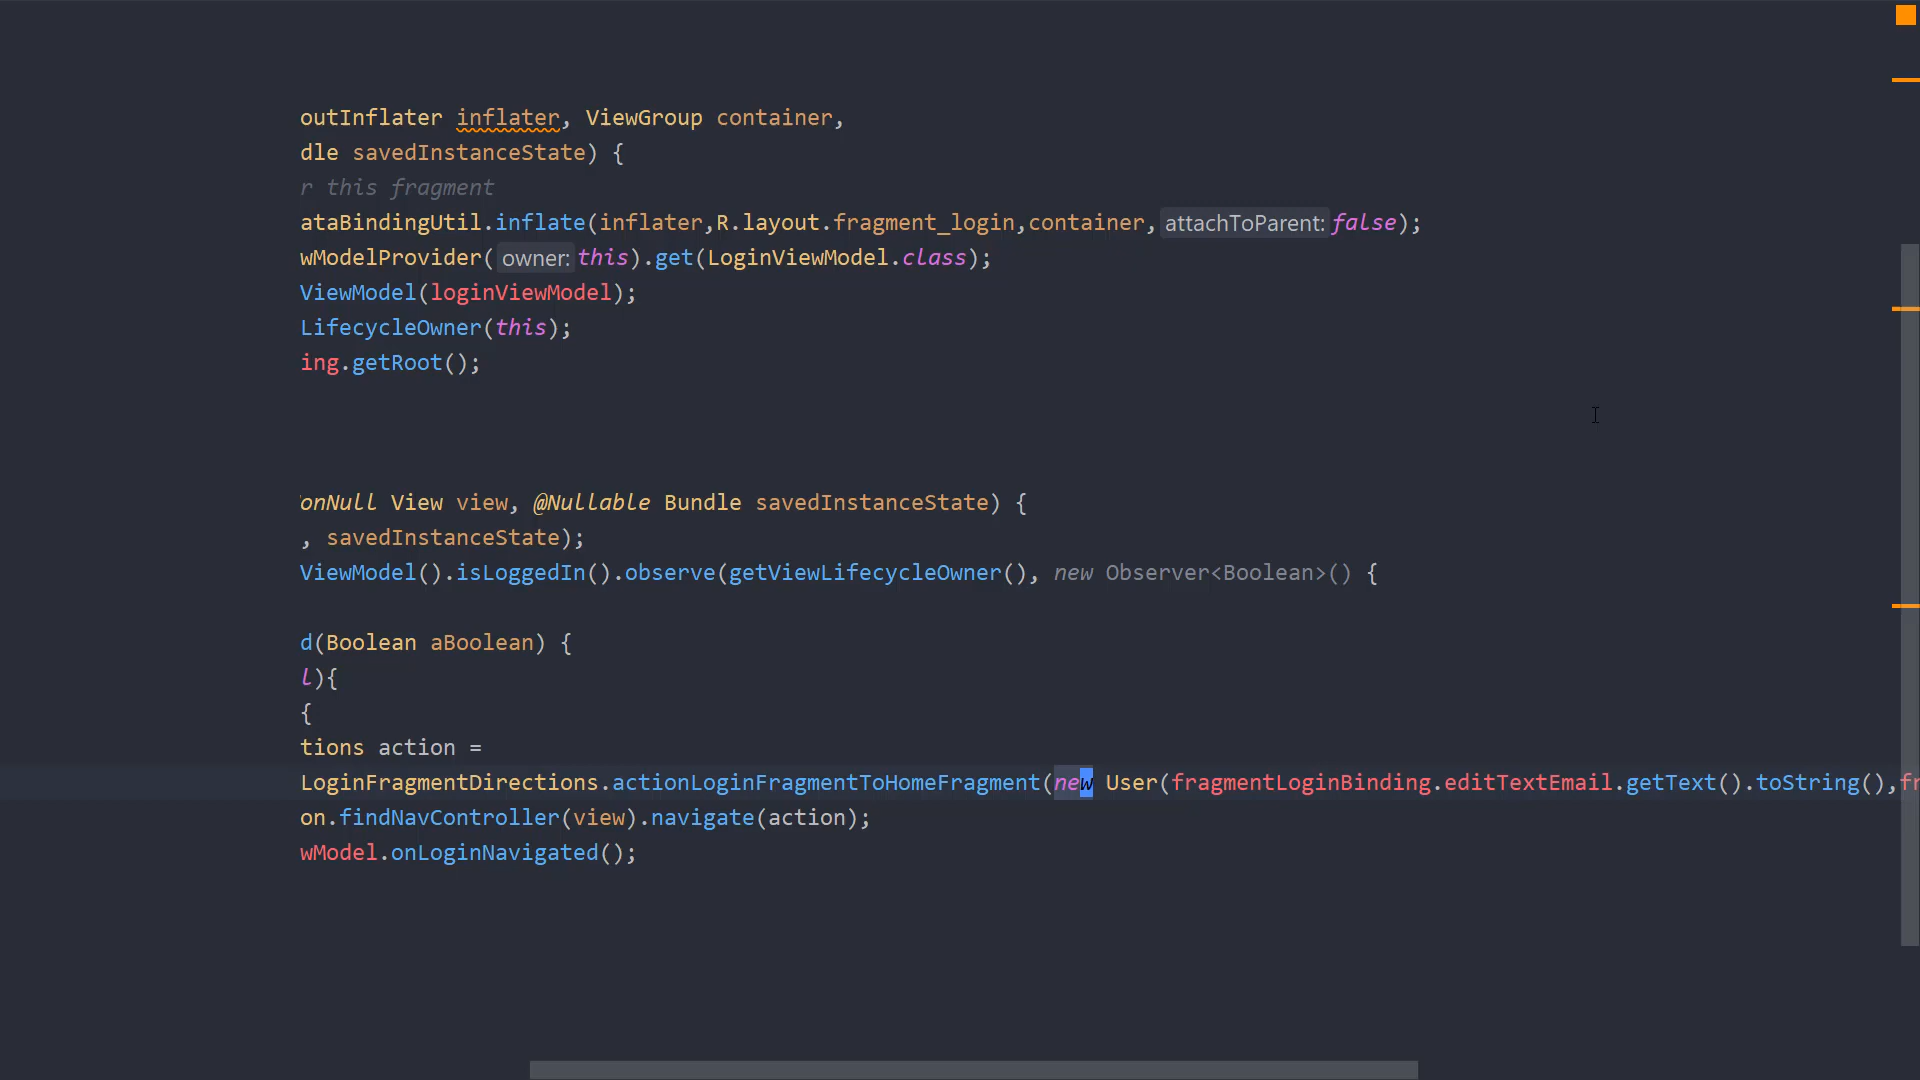 outInflater inflater, ViewGroup container,
dle savedInstanceState) {
r this fragment
ataBindingUtil.inflate(inflater,R.layout.fragment_login,container, attachToParent: false);
wModelProvider( owner: this).get(LoginViewModel.class);
ViewModel(loginViewModel);
LifecycleOwner(this);
ing.getRoot();
onNull View view, @Nullable Bundle savedInstanceState) {
, savedInstanceState);
ViewModel().isLoggedIn().observe(getViewLifecycleOwner(), new Observer<Boolean>() {
d(Boolean aBoolean) {
l){
{
tions action =
LoginFragmentDirections.actionLoginFragmentToHomeFragment(new User(fragmentLoginBinding.editTextEmail.getText().toString(),fr
on.findNavController(view).navigate(action);
wModel.onLoginNavigated();